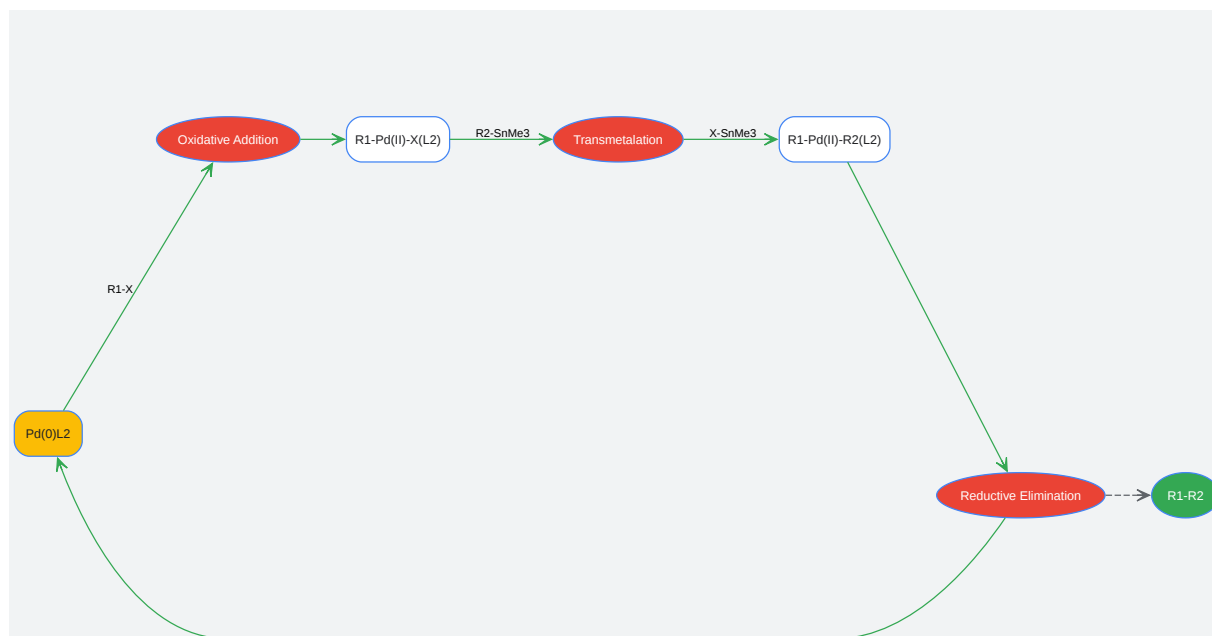 Oxidative Addition
R1-Pd(II)-X(L2)
R2-SnMe3
Transmetalation
X-SnMe3
R1-Pd(II)-R2(L2)
R1-X
Pd(0)L2
Reductive Elimination
R1-R2